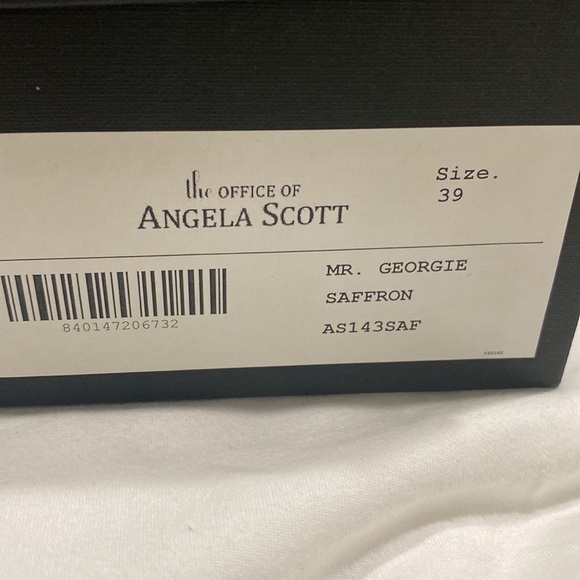 the OFFICE OF
ANGELA SCOTT
Size.
39
MR. GEORGIE
SAFFRON
AS143SAF
840147206732